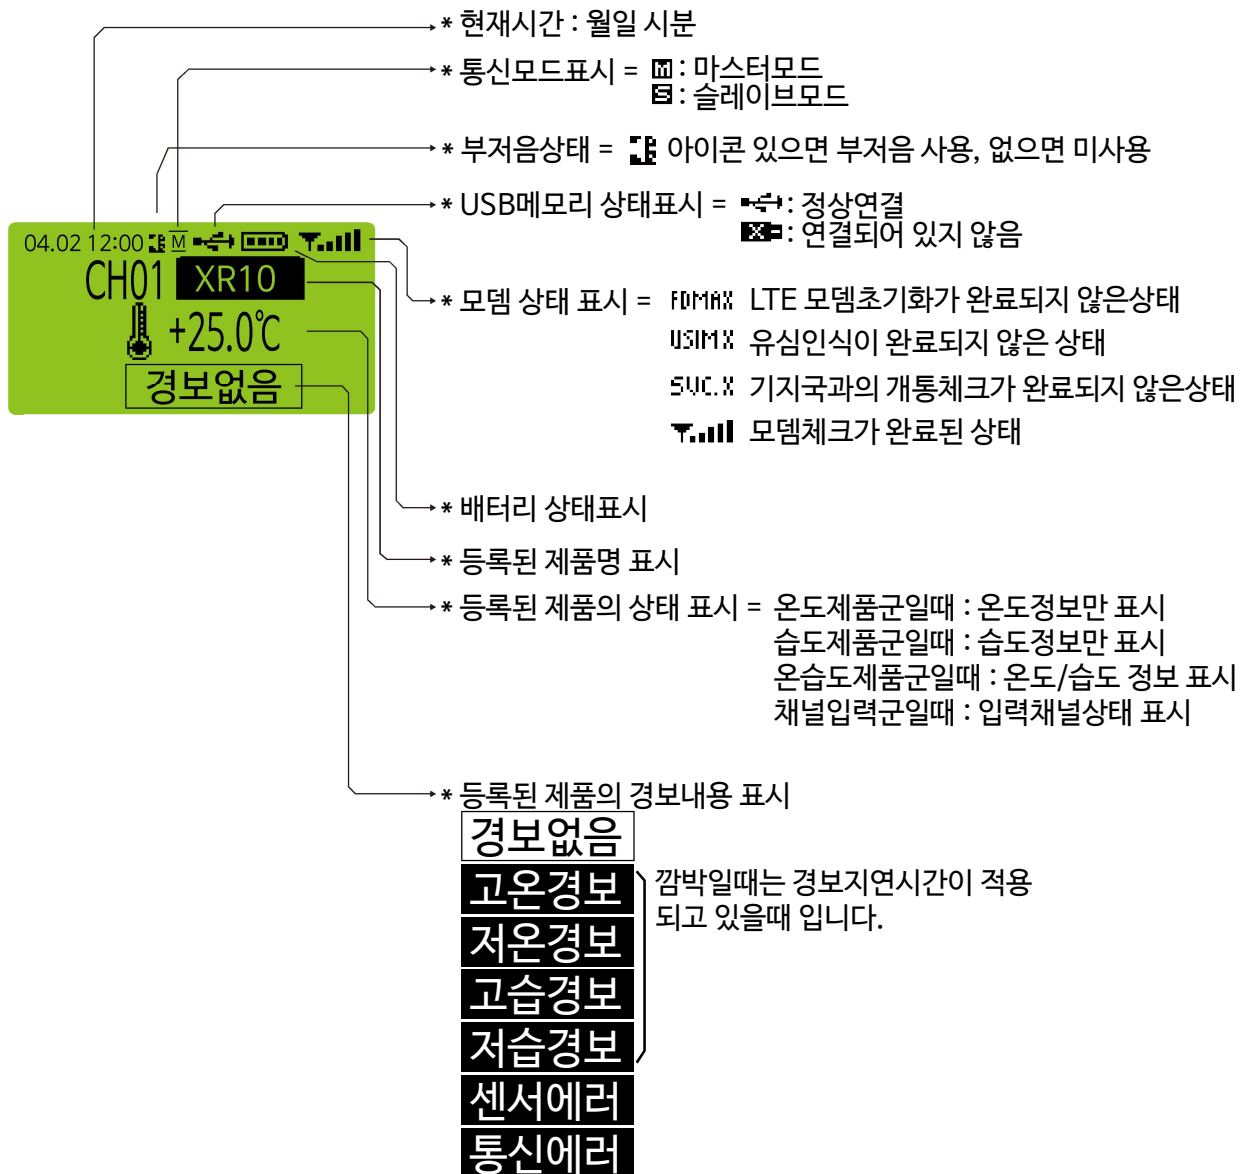 * 현재시간 : 월일 시분
* 통신모드표시 = M : 마스터모드
S : 슬레이브모드
* 부저음상태 = 아이콘 있으면 부저음 사용, 없으면 미사용
* USB메모리 상태표시 = : 정상연결
X : 연결되어 있지 않음
04.02 12:00 M
CH01 XR10
+25.0℃
경보없음
* 모뎀 상태 표시 = FDMAX LTE 모뎀초기화가 완료되지 않은상태
USIMX 유심인식이 완료되지 않은 상태
SVC.X 기지국과의 개통체크가 완료되지 않은상태
모뎀체크가 완료된 상태
* 배터리 상태표시
* 등록된 제품명 표시
* 등록된 제품의 상태 표시 = 온도제품군일때 : 온도정보만 표시
습도제품군일때 : 습도정보만 표시
온습도제품군일때 : 온도/습도 정보 표시
채널입력군일때 : 입력채널상태 표시
* 등록된 제품의 경보내용 표시
경보없음
고온경보
저온경보
고습경보
저습경보
센서에러
통신에러
깜박일때는 경보지연시간이 적용
되고 있을때 입니다.